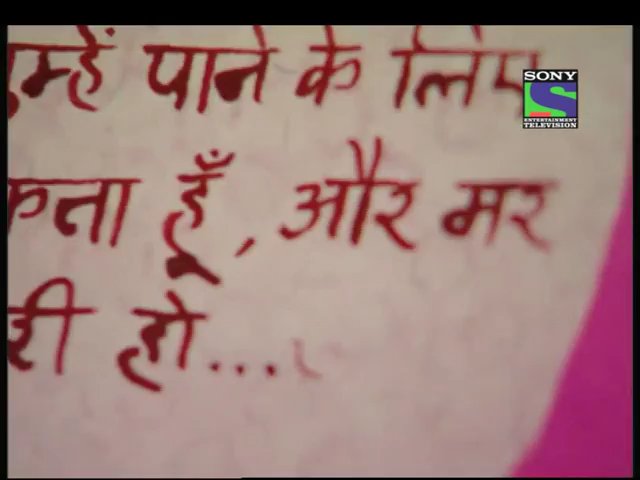 म्हें पाने के लिए
कता हूँ, और मर
री हो...
SONY
ENTERTAINMENT
TELEVISION